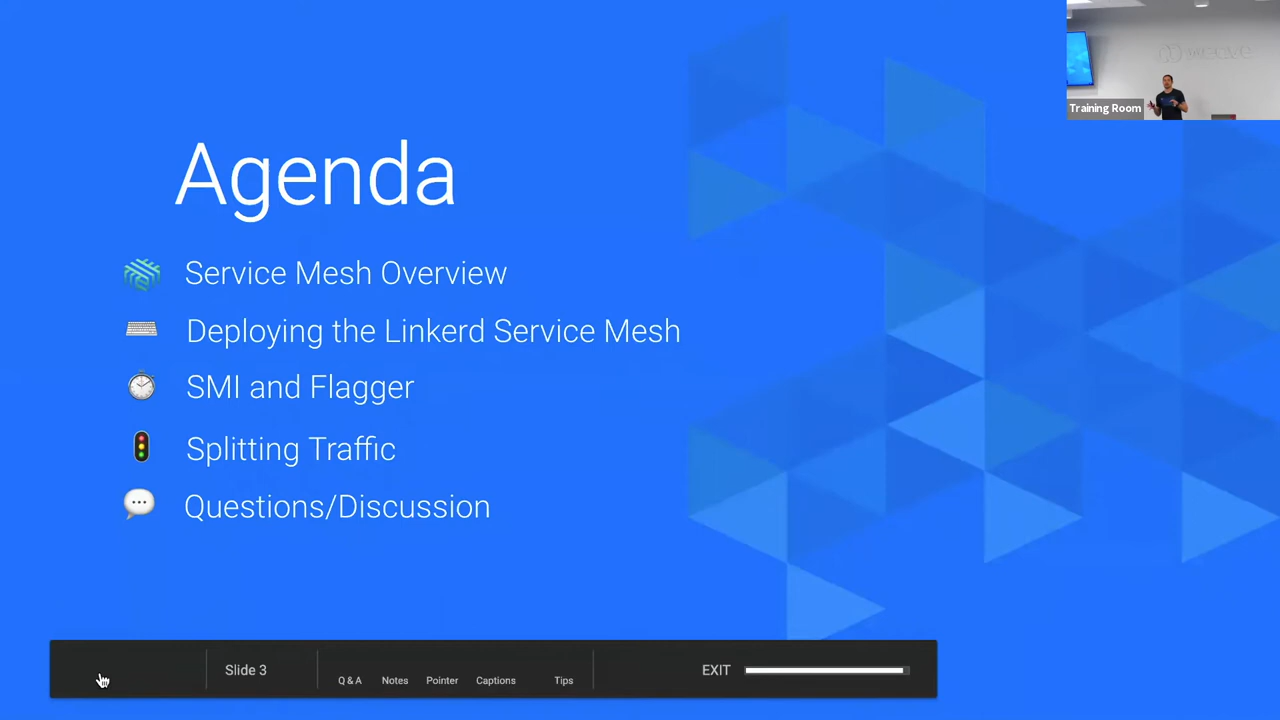 Agenda
Service Mesh Overview
Deploying the Linkerd Service Mesh
SMI and Flagger
Splitting Traffic
Questions/Discussion
Training Room
Slide 3
Q & A
Notes
Pointer
Captions
Tips
EXIT